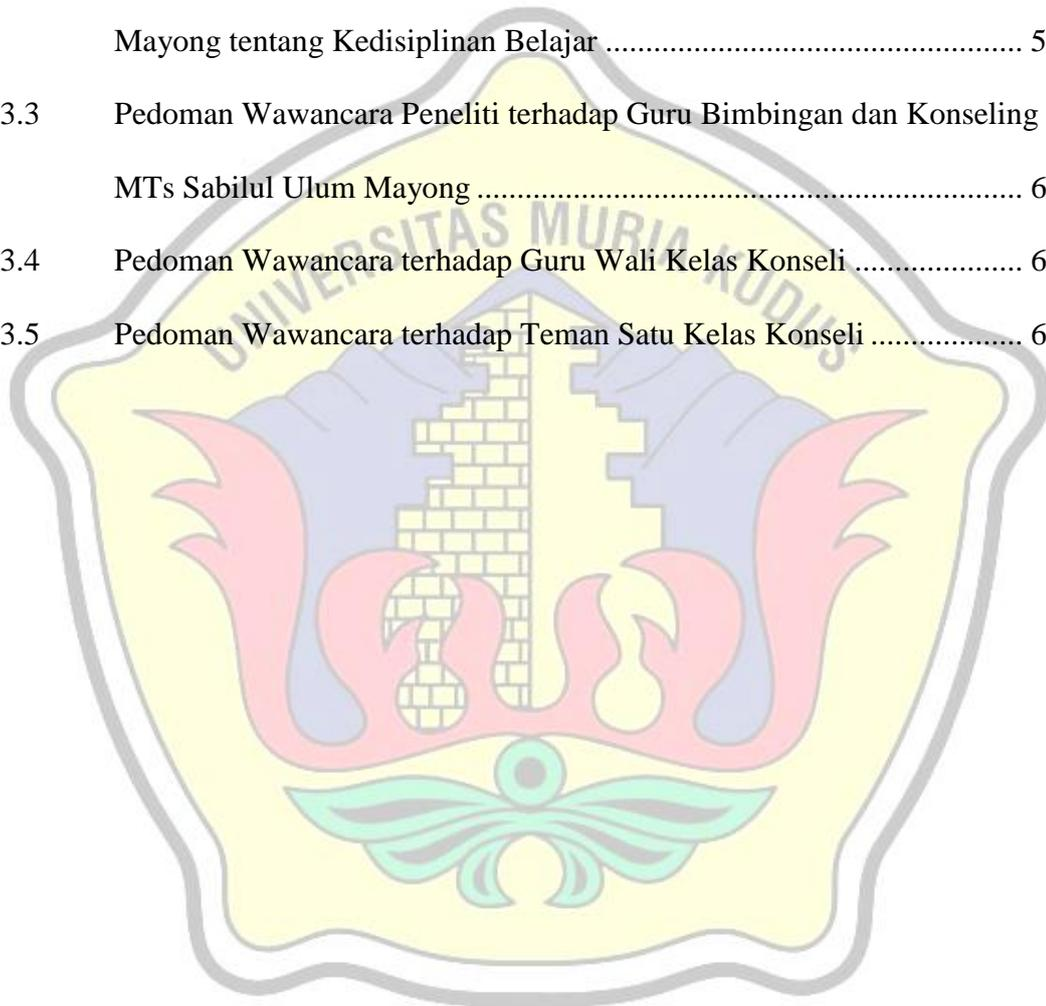 Mayong tentang Kedisiplinan Belajar ................................................ 5
3.3 Pedoman Wawancara Peneliti terhadap Guru Bimbingan dan Konseling
MTs Sabilul Ulum Mayong ............................................................... 6
3.4 Pedoman Wawancara terhadap Guru Wali Kelas Konseli ................... 6
3.5 Pedoman Wawancara terhadap Teman Satu Kelas Konseli .................. 6
UNIVERSITAS MURIA KUDUS